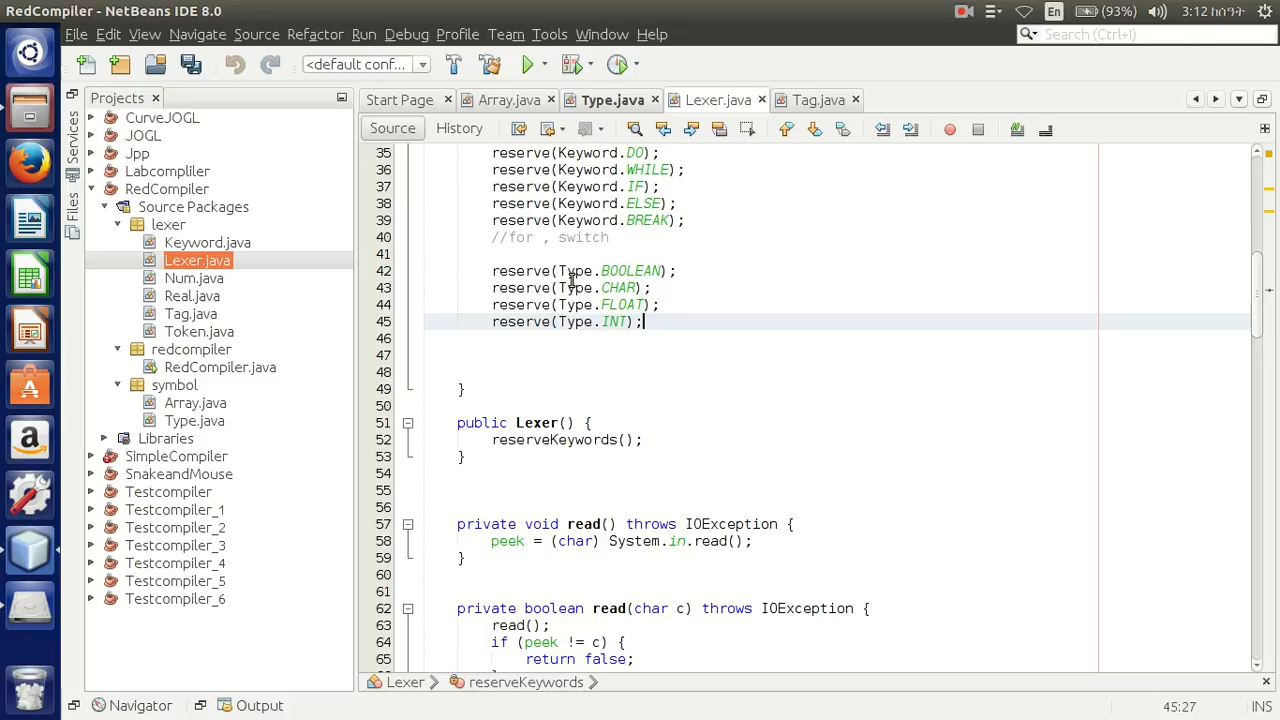 RedCompiler - NetBeans IDE 8.0
En (93%) 3:12 ከሰዓት
File Edit View Navigate Source Refactor Run Debug Profile Team Tools Window Help
Search (Ctrl+I)
<default conf...
Projects
Start Page Array.java Type.java Lexer.java Tag.java
Services
Files
CurveJOGL
JOGL
Jpp
Labcompliler
RedCompiler
Source Packages
lexer
Keyword.java
Lexer.java
Num.java
Real.java
Tag.java
Token.java
redcompiler
RedCompiler.java
symbol
Array.java
Type.java
Libraries
SimpleCompiler
SnakeandMouse
Testcompiler
Testcompiler_1
Testcompiler_2
Testcompiler_3
Testcompiler_4
Testcompiler_5
Testcompiler_6
Source History
35 reserve(Keyword.DO);
36 reserve(Keyword.WHILE);
37 reserve(Keyword.IF);
38 reserve(Keyword.ELSE);
39 reserve(Keyword.BREAK);
40 //for , switch
41
42 reserve(Type.BOOLEAN);
43 reserve(Type.CHAR);
44 reserve(Type.FLOAT);
45 reserve(Type.INT);
46
47
48
49 }
50
51 public Lexer() {
52 reserveKeywords();
53 }
54
55
56
57 private void read() throws IOException {
58 peek = (char) System.in.read();
59 }
60
61
62 private boolean read(char c) throws IOException {
63 read();
64 if (peek != c) {
65 return false;
Lexer reserveKeywords
Navigator Output
45:27 INS